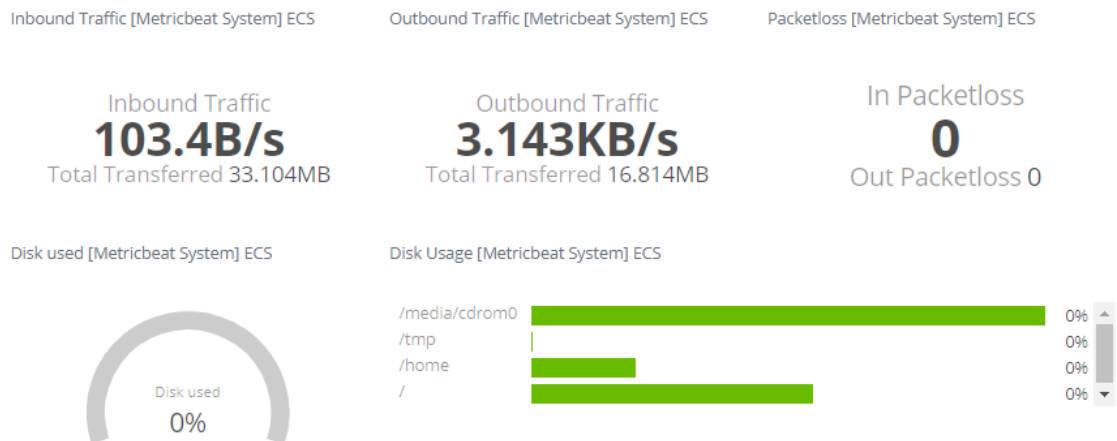 Inbound Traffic [Metricbeat System] ECS
Outbound Traffic [Metricbeat System] ECS
Packetloss [Metricbeat System] ECS
Inbound Traffic
103.4B/s
Total Transferred 33.104MB
Outbound Traffic
3.143KB/s
Total Transferred 16.814MB
In Packetloss
0
Out Packetloss 0
Disk used [Metricbeat System] ECS
Disk used
0%
Disk Usage [Metricbeat System] ECS
/media/cdrom0 0%
/tmp 0%
/home 0%
/ 0%